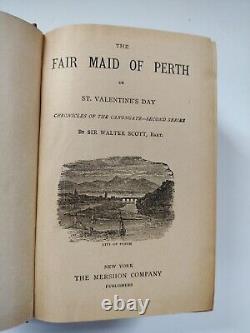 THE
FAIR MAID OF PERTH
OR
ST. VALENTINE'S DAY
CHRONICLES OF THE CANONGATE—SECOND SERIES
BY SIR WALTER SCOTT, BART.
CITY OF PERTH
NEW YORK
THE MERSHON COMPANY
PUBLISHERS